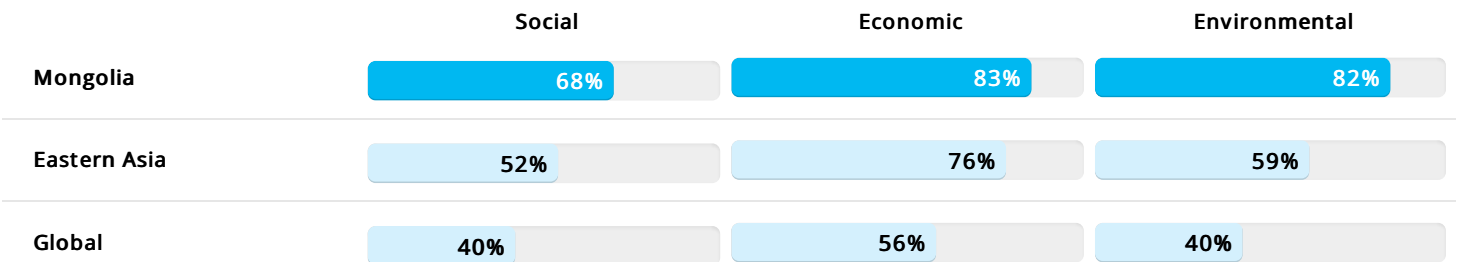 Social Economic Environmental
Mongolia 68% 83% 82%
Eastern Asia 52% 76% 59%
Global 40% 56% 40%